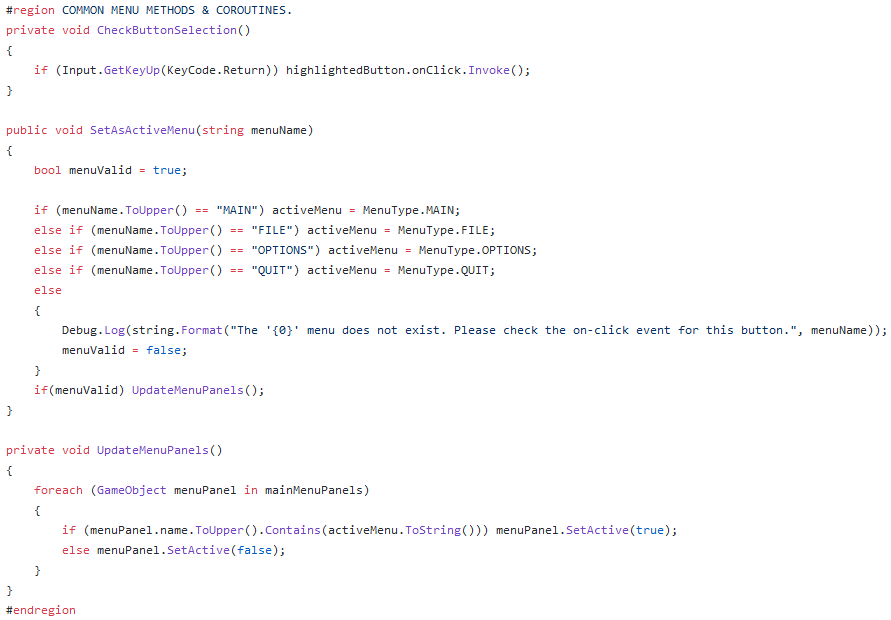 #region COMMON MENU METHODS & COROUTINES.
private void CheckButtonSelection()
{
    if (Input.GetKeyUp(KeyCode.Return)) highlightedButton.onClick.Invoke();
}

public void SetAsActiveMenu(string menuName)
{
    bool menuValid = true;

    if (menuName.ToUpper() == "MAIN") activeMenu = MenuType.MAIN;
    else if (menuName.ToUpper() == "FILE") activeMenu = MenuType.FILE;
    else if (menuName.ToUpper() == "OPTIONS") activeMenu = MenuType.OPTIONS;
    else if (menuName.ToUpper() == "QUIT") activeMenu = MenuType.QUIT;
    else
    {
        Debug.Log(string.Format("The '{0}' menu does not exist. Please check the on-click event for this button.", menuName));
        menuValid = false;
    }
    if(menuValid) UpdateMenuPanels();
}

private void UpdateMenuPanels()
{
    foreach (GameObject menuPanel in mainMenuPanels)
    {
        if (menuPanel.name.ToUpper().Contains(activeMenu.ToString())) menuPanel.SetActive(true);
        else menuPanel.SetActive(false);
    }
}
#endregion